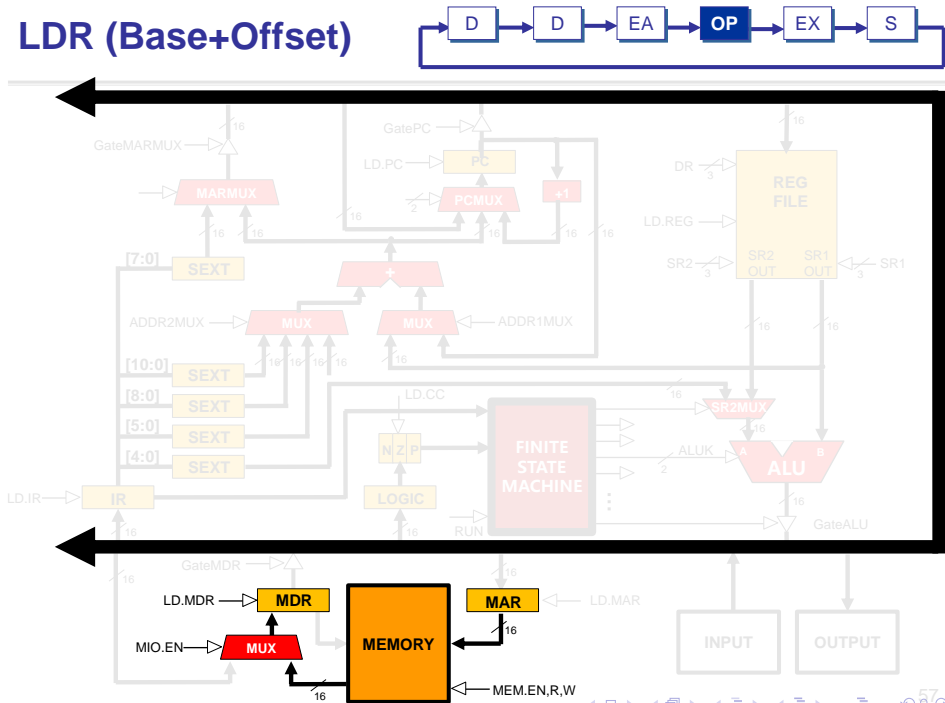 LDR (Base+Offset)
D D EA OP EX S
16 16 16
GateMARMUX GatePC
LD.PC PC
DR 3
REG
FILE
MARMUX 2 PCMUX +1
LD.REG
16 16 16 16 16 16
[7:0] SEXT
SR2 3 SR2 OUT SR1 OUT 3 SR1
+
ADDR2MUX MUX MUX ADDR1MUX
16 16
16 16 16 16 16
[10:0] SEXT
LD.CC 16
[8:0] SEXT
SR2MUX
[5:0] SEXT
16
N Z P
FINITE
STATE
MACHINE
ALUK 2
A B
ALU
[4:0] SEXT
LD.IR IR LOGIC
16
16 16 RUN GateALU
16 GateMDR 16
LD.MDR MDR MAR LD.MAR
16
MIO.EN MUX MEMORY INPUT OUTPUT
16 MEM.EN,R,W
57